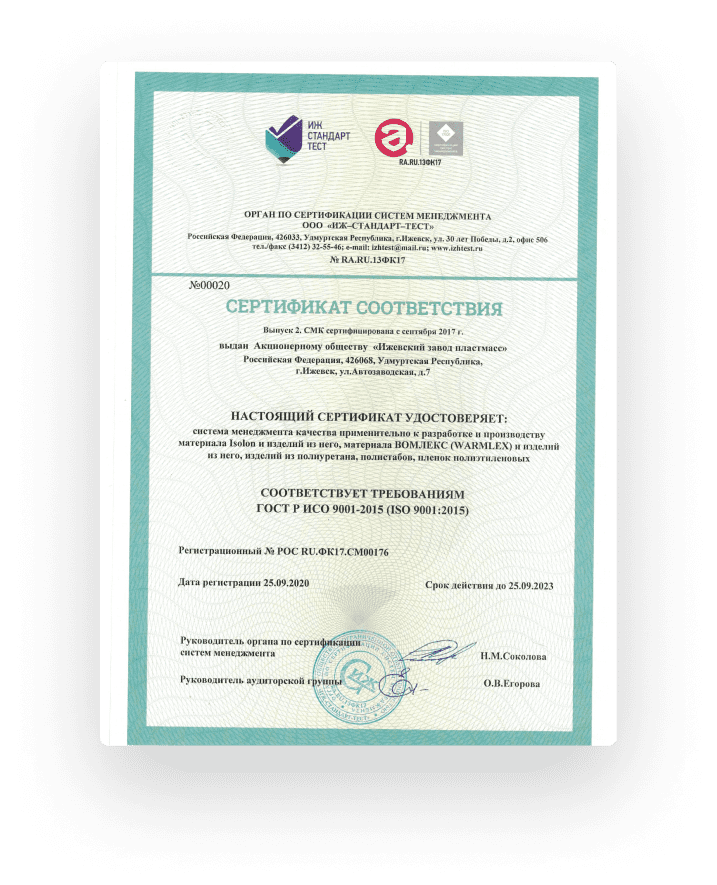 ИЖ
СТАНДАРТ
ТЕСТ
RA.RU.13ФК17
ОРГАН ПО СЕРТИФИКАЦИИ СИСТЕМ МЕНЕДЖМЕНТА
ООО «ИЖ–СТАНДАРТ–ТЕСТ»
Российская Федерация, 426033, Удмуртская Республика, г.Ижевск, ул. 30 лет Победы, д.2, офис 506
тел./факс (3412) 32-55-46; e-mail: izhtest@mail.ru; www.izhtest.ru
№ RA.RU.13ФК17
№00020
СЕРТИФИКАТ СООТВЕТСТВИЯ
Выпуск 2. СМК сертифицирована с сентября 2017 г.
выдан Акционерному обществу «Ижевский завод пластмасс»
Российская Федерация, 426068, Удмуртская Республика,
г.Ижевск, ул.Автозаводская, д.7
НАСТОЯЩИЙ СЕРТИФИКАТ УДОСТОВЕРЯЕТ:
система менеджмента качества применительно к разработке и производству
материала Isolon и изделий из него, материала ВОМЛЕКС (WARMLEX) и изделий
из него, изделий из полиуретана, полистабов, пленок полиэтиленовых
СООТВЕТСТВУЕТ ТРЕБОВАНИЯМ
ГОСТ Р ИСО 9001-2015 (ISO 9001:2015)
Регистрационный № РОС RU.ФК17.СМ00176
Дата регистрации 25.09.2020
Срок действия до 25.09.2023
Руководитель органа по сертификации
систем менеджмента
Н.М.Соколова
Руководитель аудиторской группы
О.В.Егорова